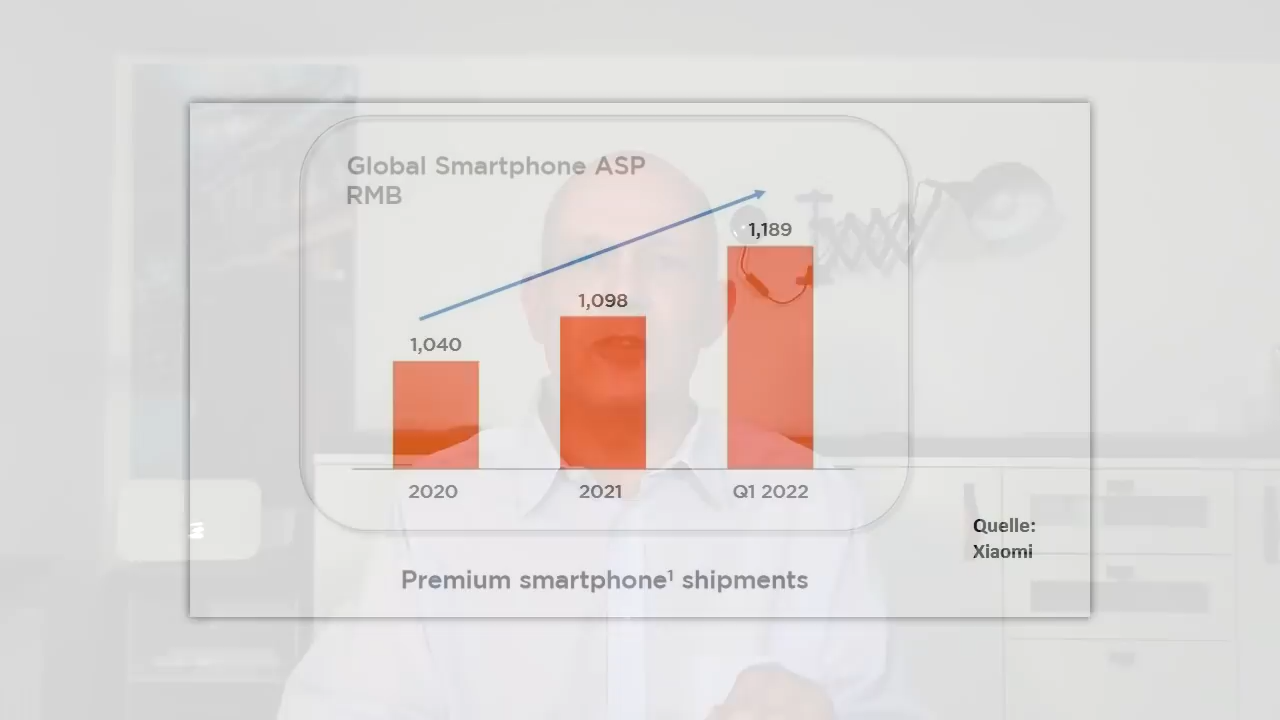 Global Smartphone ASP
RMB
1,189
1,098
1,040
2020
2021
Q1 2022
Quelle:
Xiaomi
Premium smartphone¹ shipments